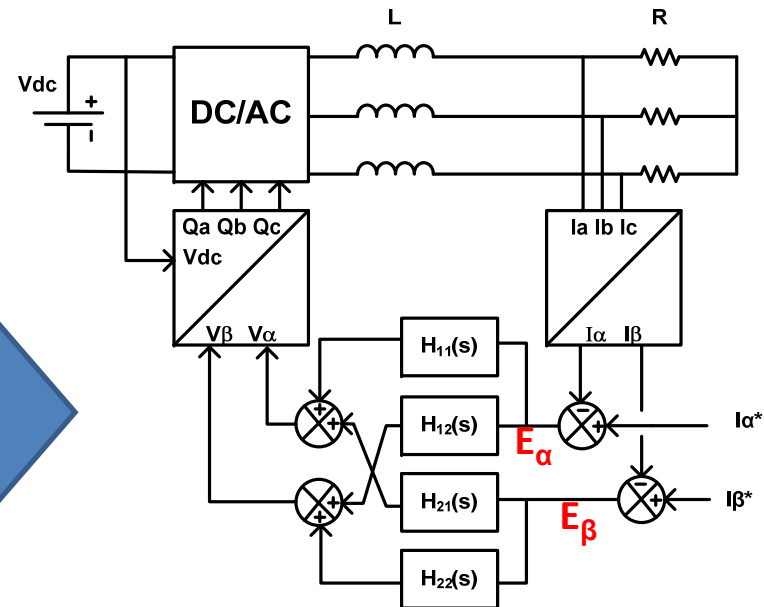 L R
Vdc
+
DC/AC
Qa Qb Qc
Ia Ib Ic
Vdc
Vβ Vα
Iα Iβ
H11(s)
+
+
−
+
Iα*
H12(s)
Eα
−
+
+
+
H21(s)
Iβ*
Eβ
H22(s)